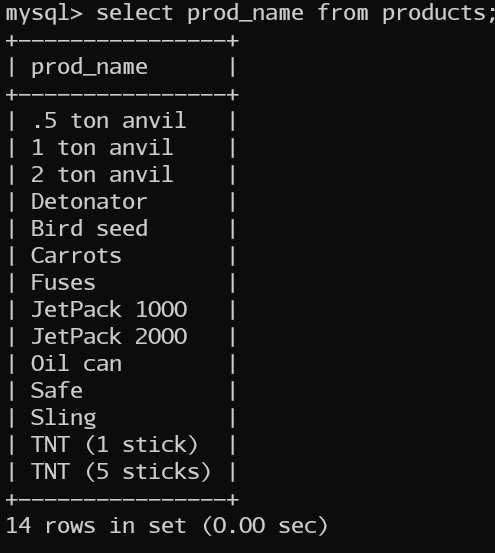 mysql> select prod_name from products;
+----------------+
| prod_name      |
+----------------+
| .5 ton anvil   |
| 1 ton anvil    |
| 2 ton anvil    |
| Detonator      |
| Bird seed      |
| Carrots        |
| Fuses          |
| JetPack 1000   |
| JetPack 2000   |
| Oil can        |
| Safe           |
| Sling          |
| TNT (1 stick)  |
| TNT (5 sticks) |
+----------------+
14 rows in set (0.00 sec)